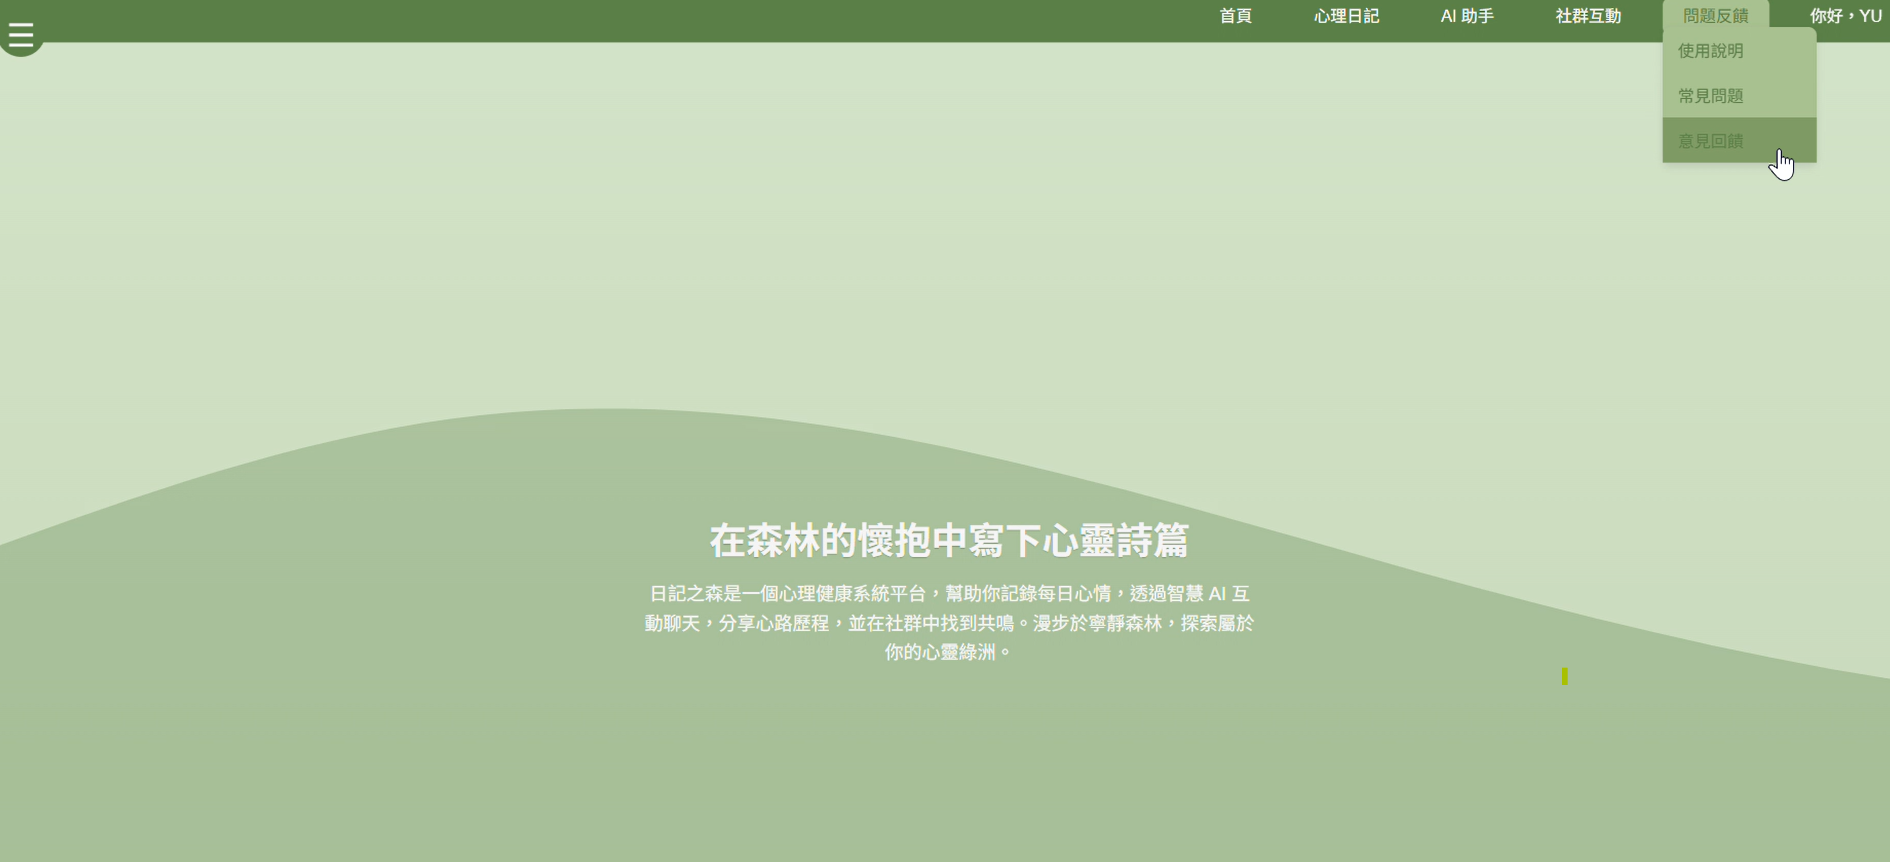 首頁
心理日記
AI 助手
社群互動
問題反饋
你好，YU
使用說明
常見問題
意見回饋
在森林的懷抱中寫下心靈詩篇
日記之森是一個心理健康系統平台，幫助你記錄每日心情，透過智慧 AI 互
動聊天，分享心路歷程，並在社群中找到共鳴。漫步於寧靜森林，探索屬於
你的心靈綠洲。